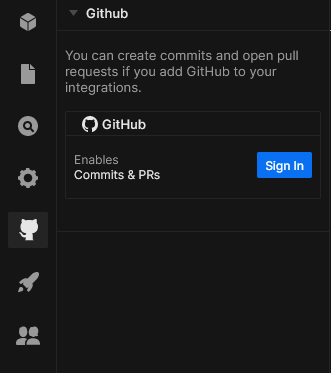 Github
You can create commits and open pull
requests if you add GitHub to your
integrations.
GitHub
Enables
Commits & PRs
Sign In